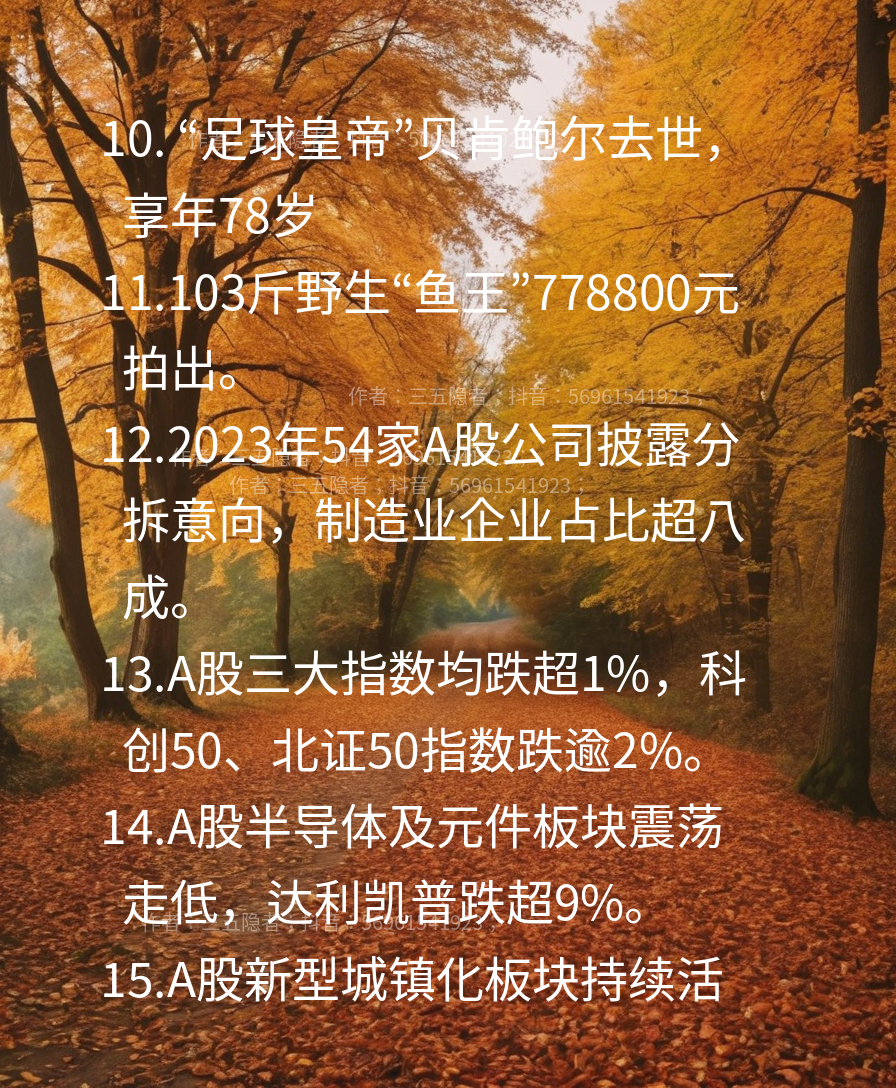 10. “足球皇帝”贝肯鲍尔去世，
享年78岁
11.103斤野生“鱼王”778800元
拍出。
作者：三五隐者；抖音：56961541923；
12.2023年54家A股公司披露分
作者：三五隐者；抖音：56961541923；
拆意向，制造业企业占比超八
成。
13.A股三大指数均跌超1%，科
创50、北证50指数跌逾2%。
14.A股半导体及元件板块震荡
走低，达利凯普跌超9%。
作者：三五隐者；抖音：56961541923；
15.A股新型城镇化板块持续活